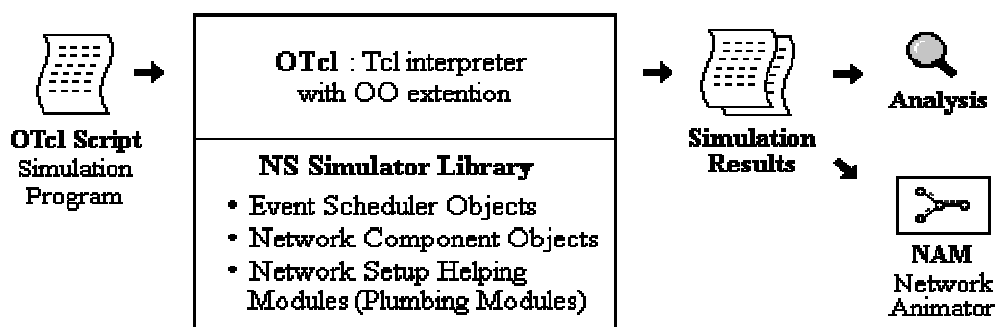 OTcl Script
Simulation
Program
OTcl : Tcl interpreter
with OO extention
NS Simulator Library
• Event Scheduler Objects
• Network Component Objects
• Network Setup Helping
Modules (Plumbing Modules)
Simulation
Results
Analysis
NAM
Network
Animator